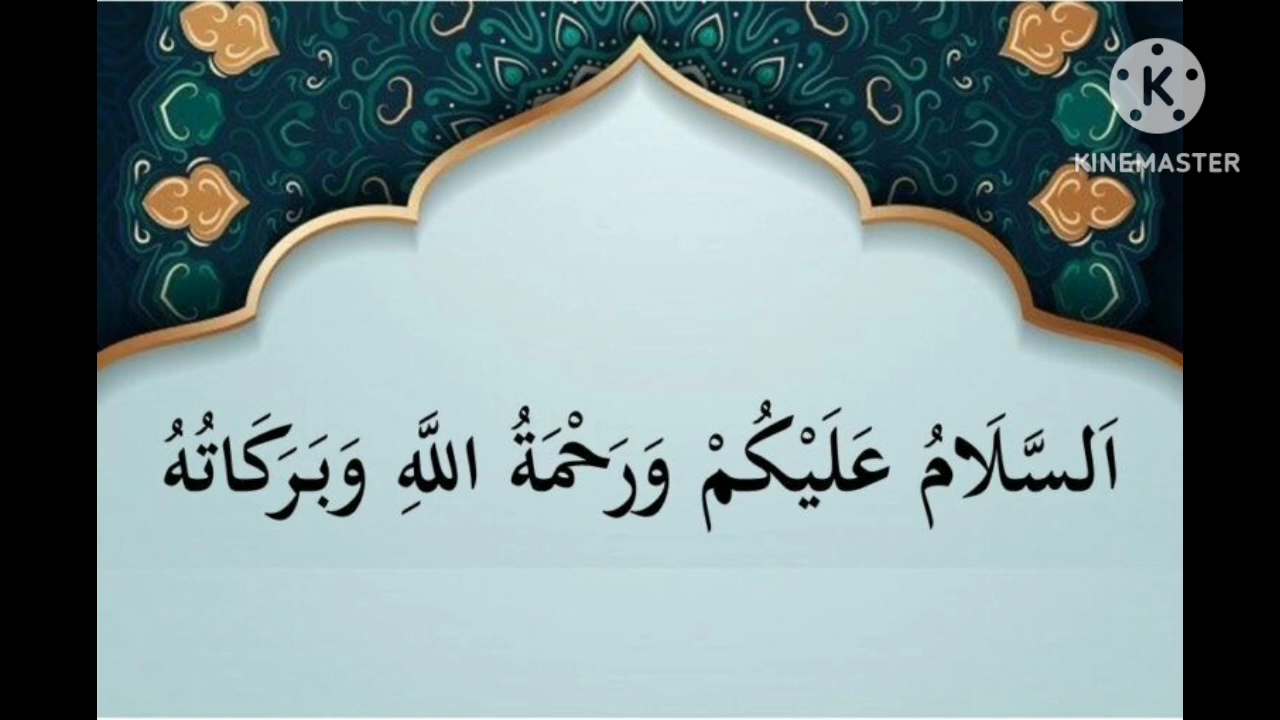 KINEMASTER
اَلسَّلَامُ عَلَيْكُمْ وَرَحْمَةُ اللَّهِ وَبَرَكَاتُهُ